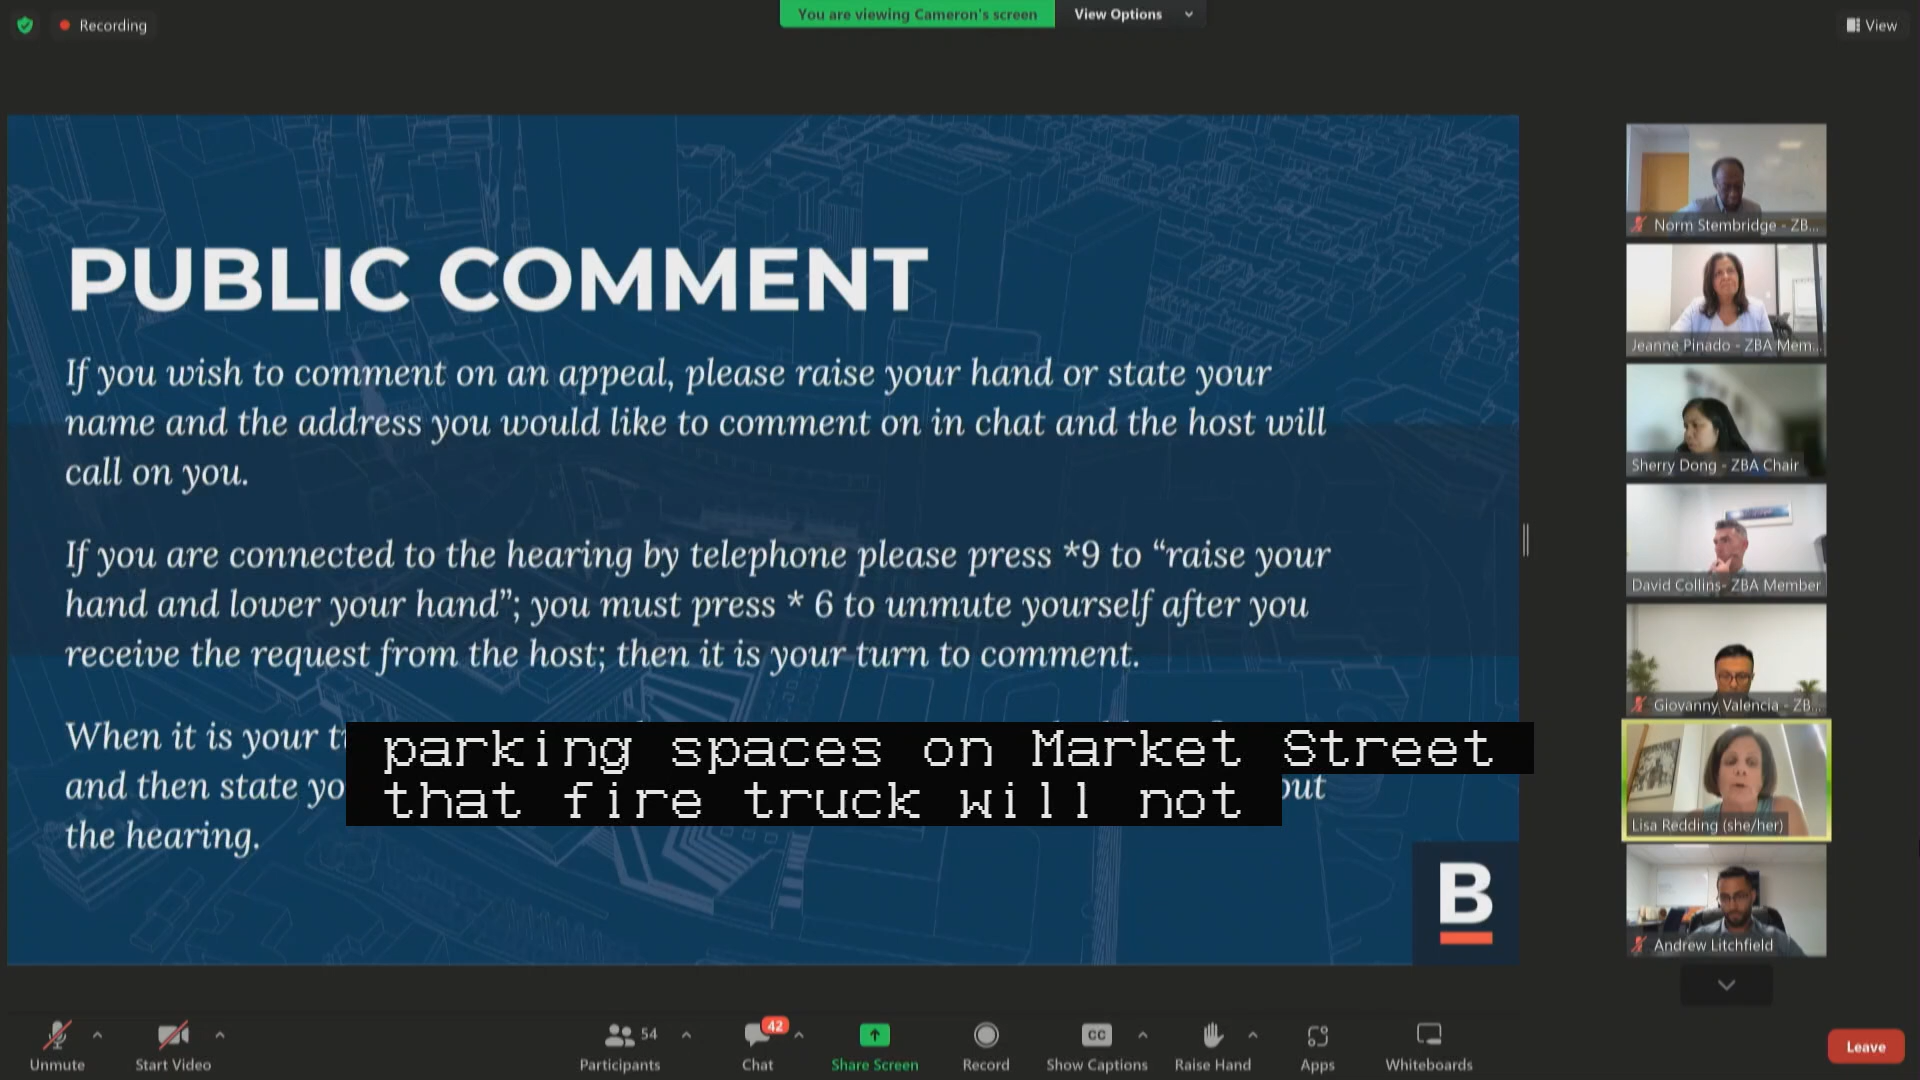 Recording
You are viewing Cameron's screen
View Options
View
PUBLIC COMMENT
If you wish to comment on an appeal, please raise your hand or state your
name and the address you would like to comment on in chat and the host will
call on you.
If you are connected to the hearing by telephone please press *9 to “raise your
hand and lower your hand”; you must press * 6 to unmute yourself after you
receive the request from the host; then it is your turn to comment.
When it is your
and then state
the hearing.
parking spaces on Market Street
that fire truck will not
B
Norm Stembridge - ZB...
Jeanne Pinado - ZBA Mem...
Sherry Dong - ZBA Chair
David Collins- ZBA Member
Giovanny Valencia - ZB...
Lisa Redding (she/her)
Andrew Litchfield
Unmute
Start Video
54
Participants
42
Chat
Share Screen
Record
CC
Show Captions
Raise Hand
Apps
Whiteboards
Leave